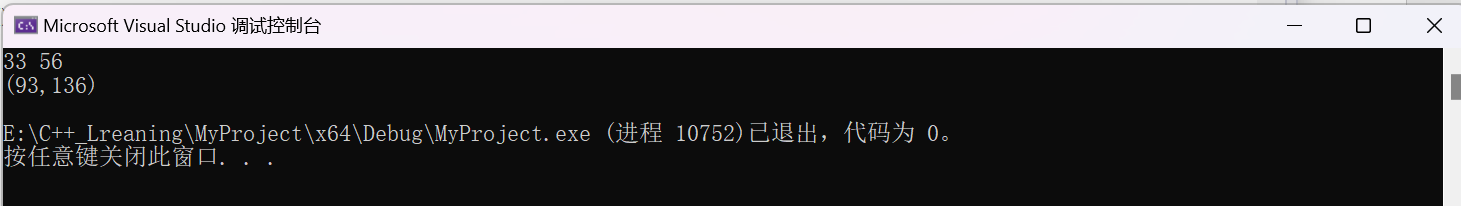 Microsoft Visual Studio 调试控制台
33 56
(93,136)
E:\C++_Lreaning\MyProject\x64\Debug\MyProject.exe (进程 10752)已退出，代码为 0。
按任意键关闭此窗口. . .